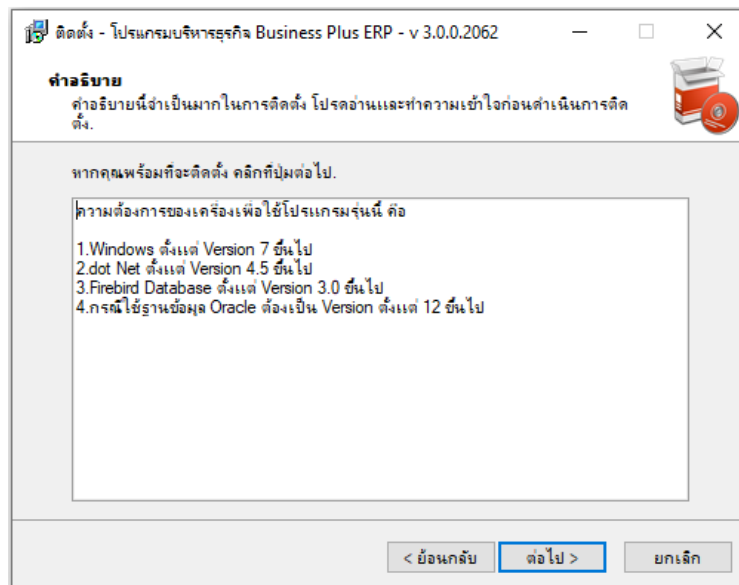 ติดตั้ง - โปรแกรมบริหารธุรกิจ Business Plus ERP - v 3.0.0.2062
คำอธิบาย
คำอธิบายนี้จำเป็นมากในการติดตั้ง โปรดอ่านและทำความเข้าใจก่อนดำเนินการติด
ตั้ง.
หากคุณพร้อมที่จะติดตั้ง คลิกที่ปุ่มต่อไป.
ความต้องการของเครื่องเพื่อใช้โปรแกรมรุ่นนี้ คือ
1.Windows ตั้งแต่ Version 7 ขึ้นไป
2.dot Net ตั้งแต่ Version 4.5 ขึ้นไป
3.Firebird Database ตั้งแต่ Version 3.0 ขึ้นไป
4.กรณีใช้ฐานข้อมูล Oracle ต้องเป็น Version ตั้งแต่ 12 ขึ้นไป
< ย้อนกลับ ต่อไป > ยกเลิก